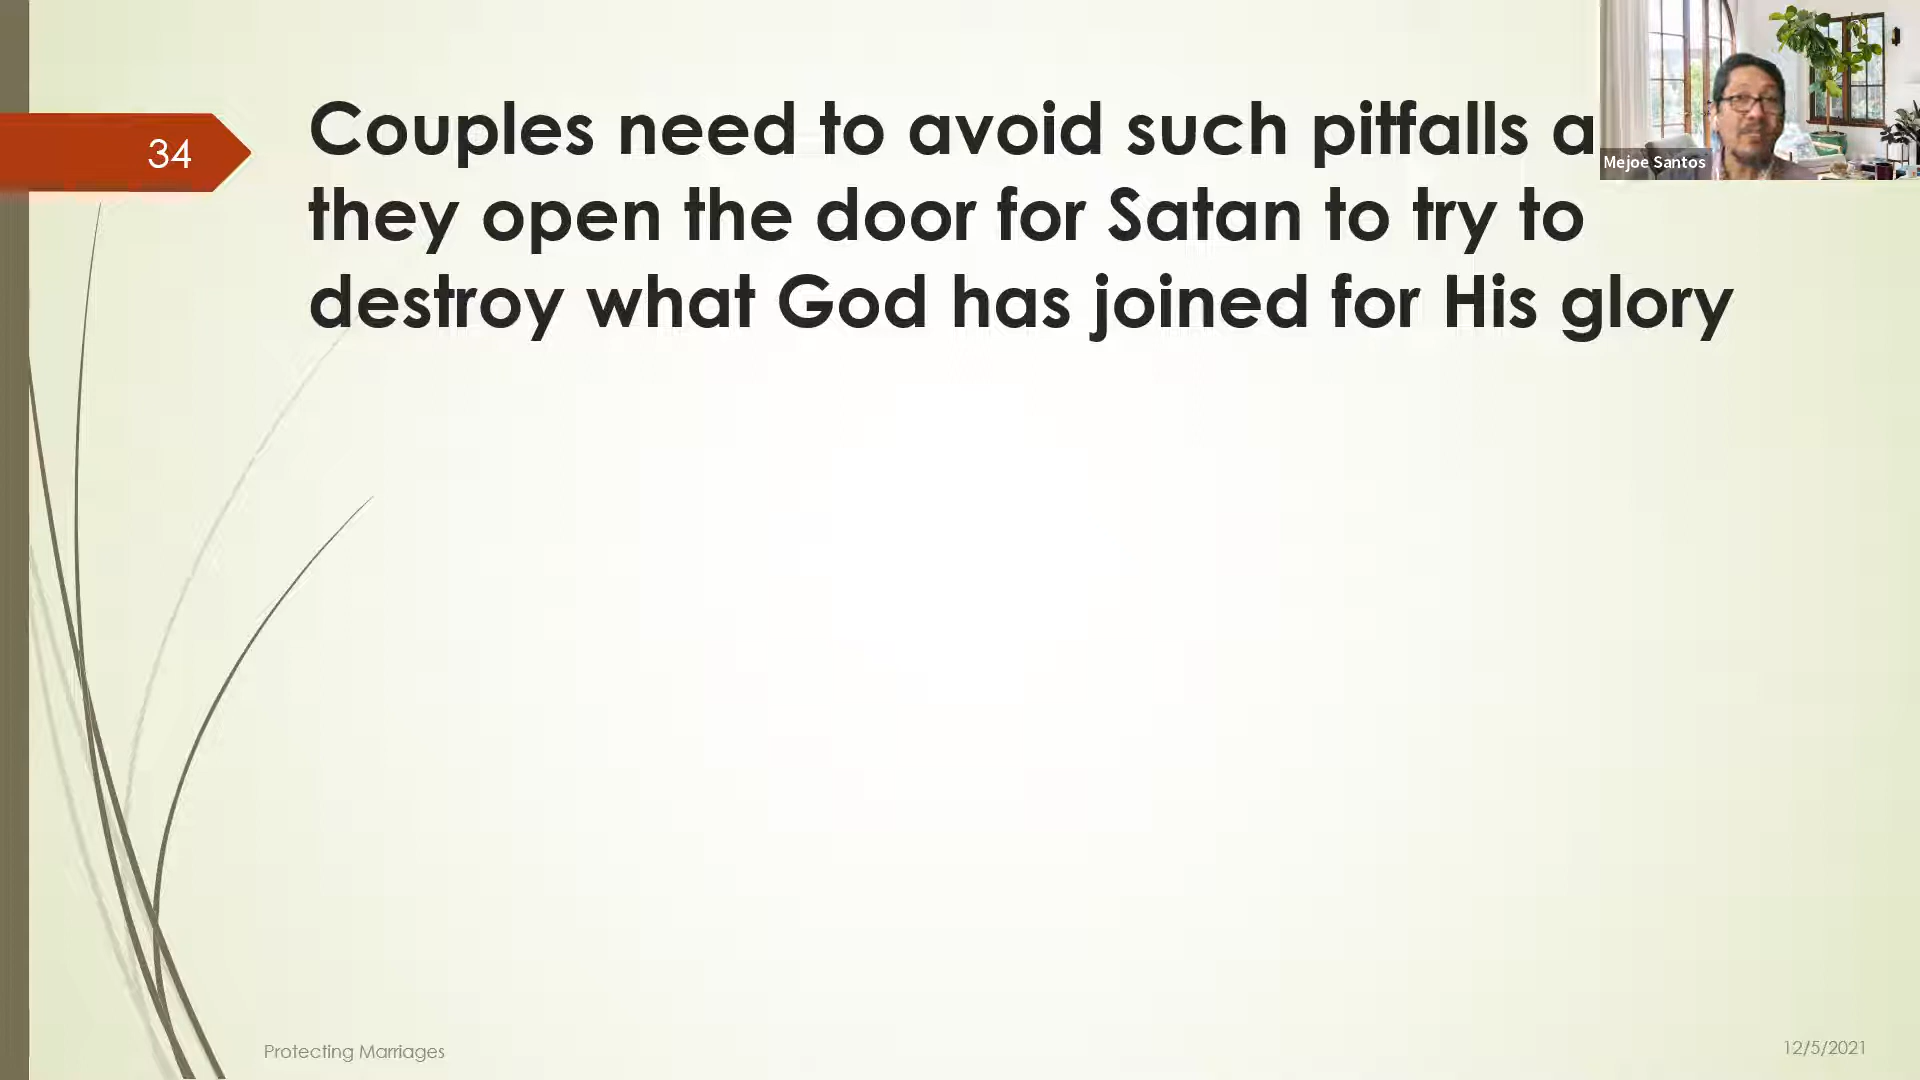 34
Couples need to avoid such pitfalls
they open the door for Satan to try to
destroy what God has joined for His glory
Mejoe Santos
Protecting Marriages
12/5/2021